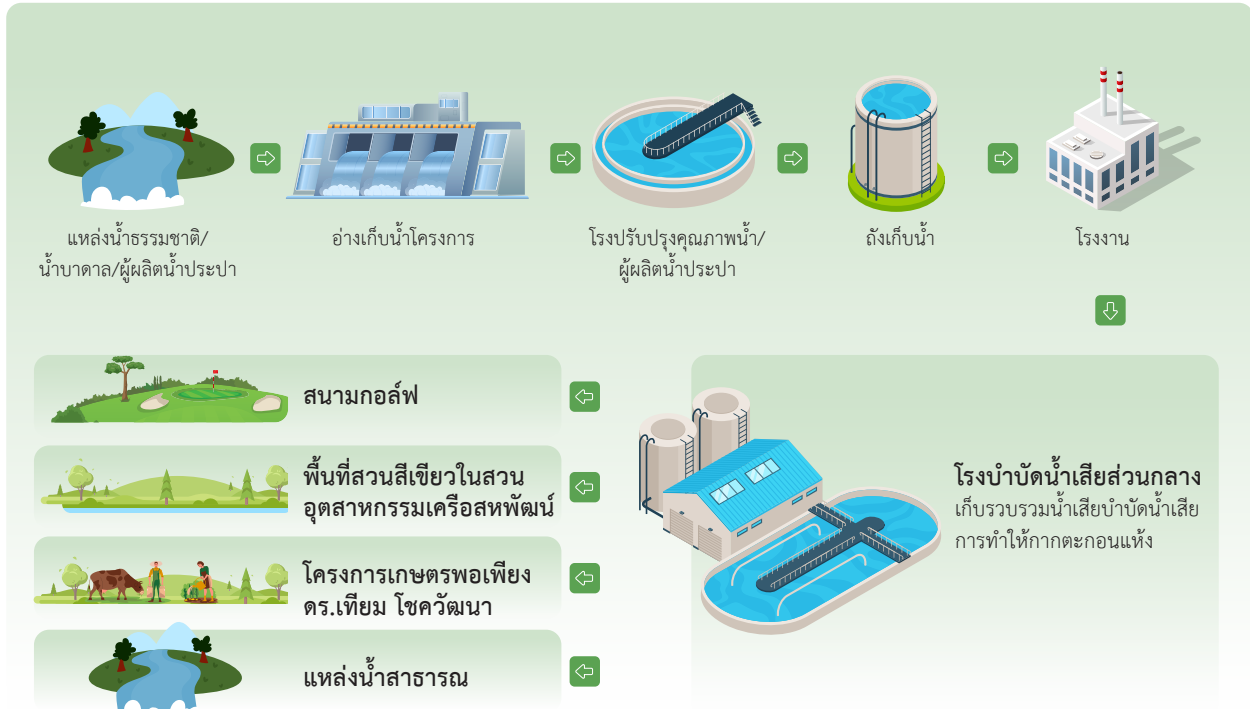 แหล่งน้ำธรรมชาติ/
น้ำบาดาล/ผู้ผลิตน้ำประปา
อ่างเก็บน้ำโครงการ
โรงปรับปรุงคุณภาพน้ำ/
ผู้ผลิตน้ำประปา
ถังเก็บน้ำ
โรงงาน
สนามกอล์ฟ
พื้นที่สวนสีเขียวในสวน
อุตสาหกรรมเครือสหพัฒน์
โครงการเกษตรพอเพียง
ดร.เทียม โชควัฒนา
แหล่งน้ำสาธารณ
โรงบำบัดน้ำเสียส่วนกลาง
เก็บรวบรวมน้ำเสียบำบัดน้ำเสีย
การทำให้กากตะกอนแห้ง